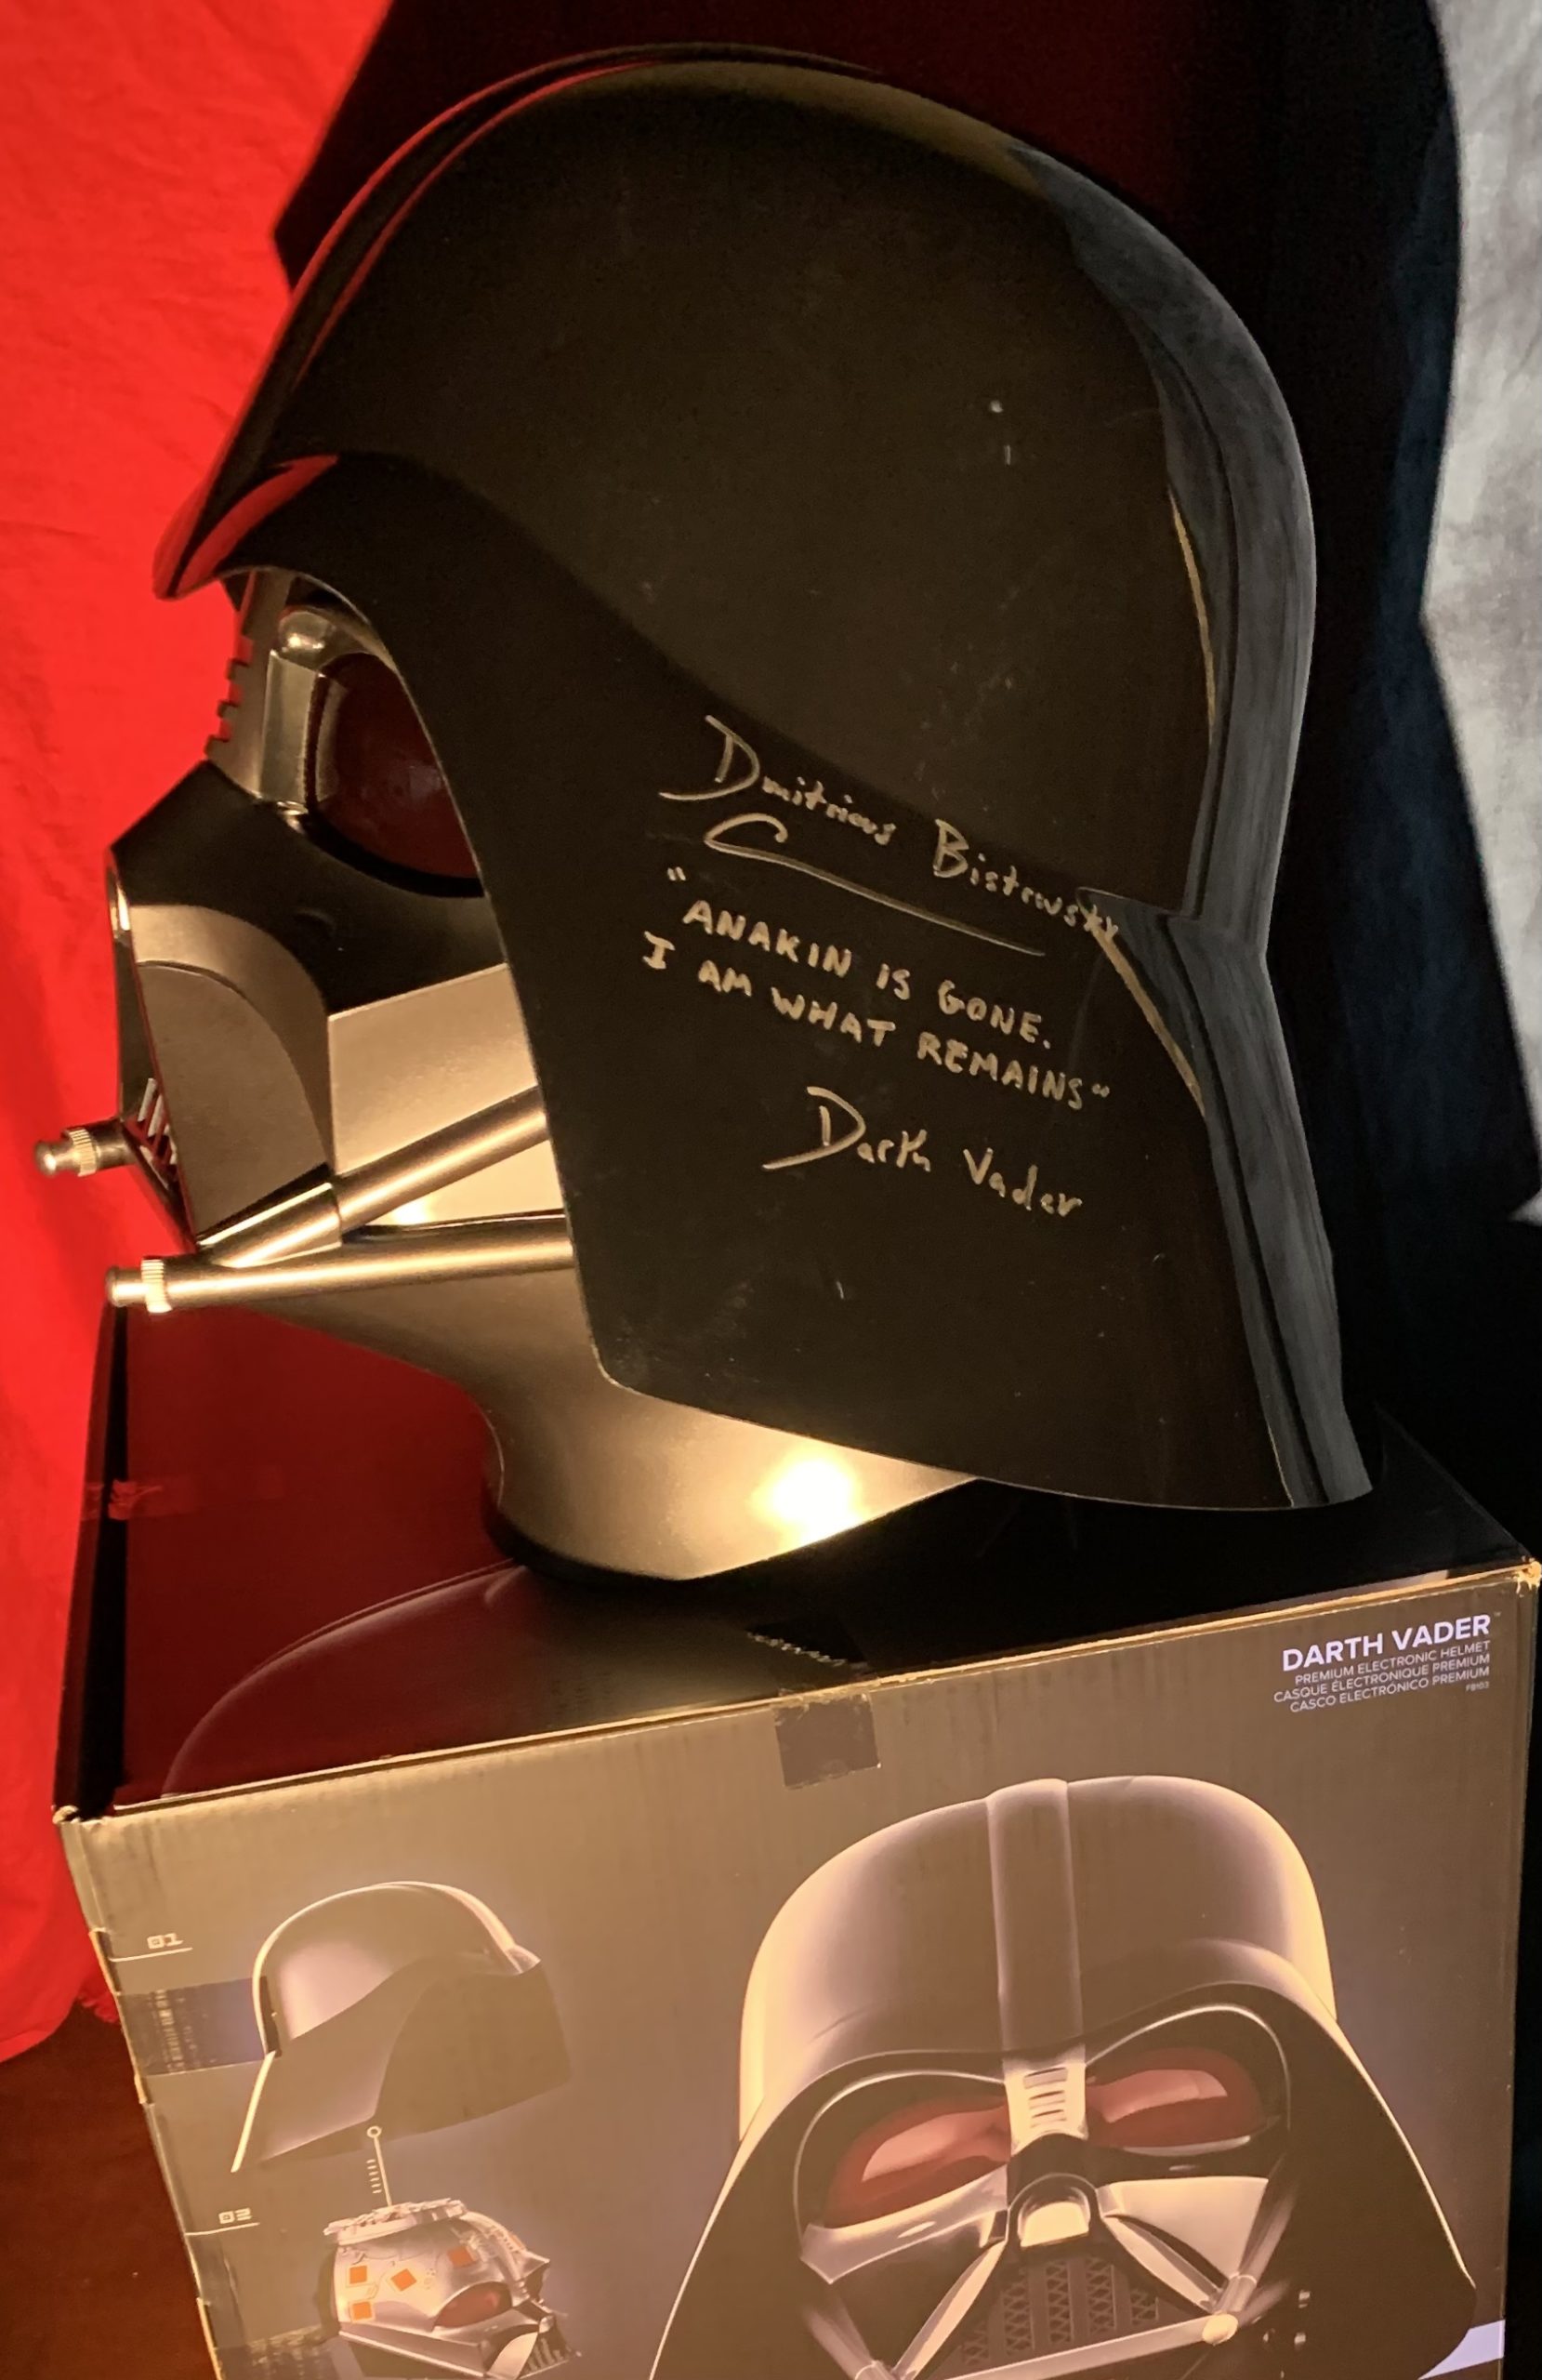 Dmitrious Bistrevsky
"ANAKIN IS GONE.
I AM WHAT REMAINS"
Darth Vader
DARTH VADER™
PREMIUM ELECTRONIC HELMET
CASQUE ÉLECTRONIQUE PREMIUM
CASCO ELECTRÓNICO PREMIUM
F8103
01
02